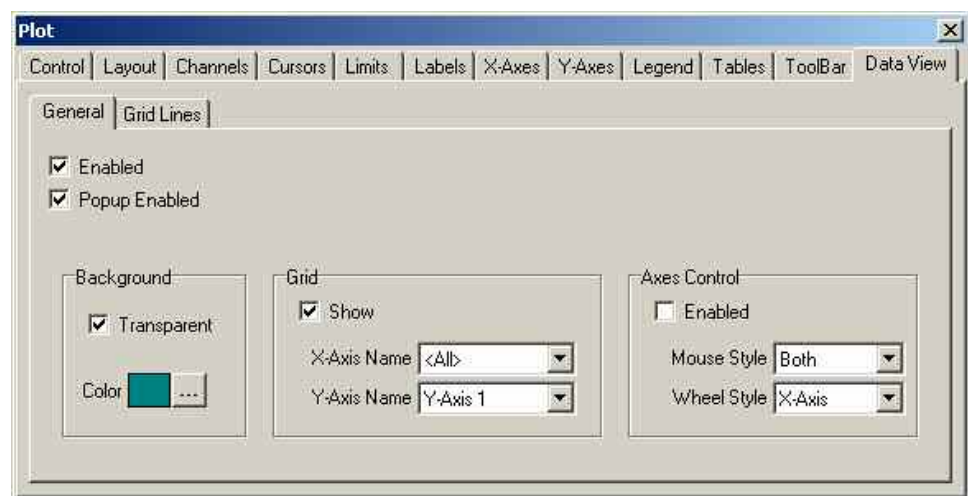 Plot
Control Layout Channels Cursors Limits Labels X-Axes Y-Axes Legend Tables ToolBar Data View
General Grid Lines
Enabled
Popup Enabled
Background
Transparent
Color ...
Grid
Show
X-Axis Name <All>
Y-Axis Name Y-Axis 1
Axes Control
Enabled
Mouse Style Both
Wheel Style X-Axis